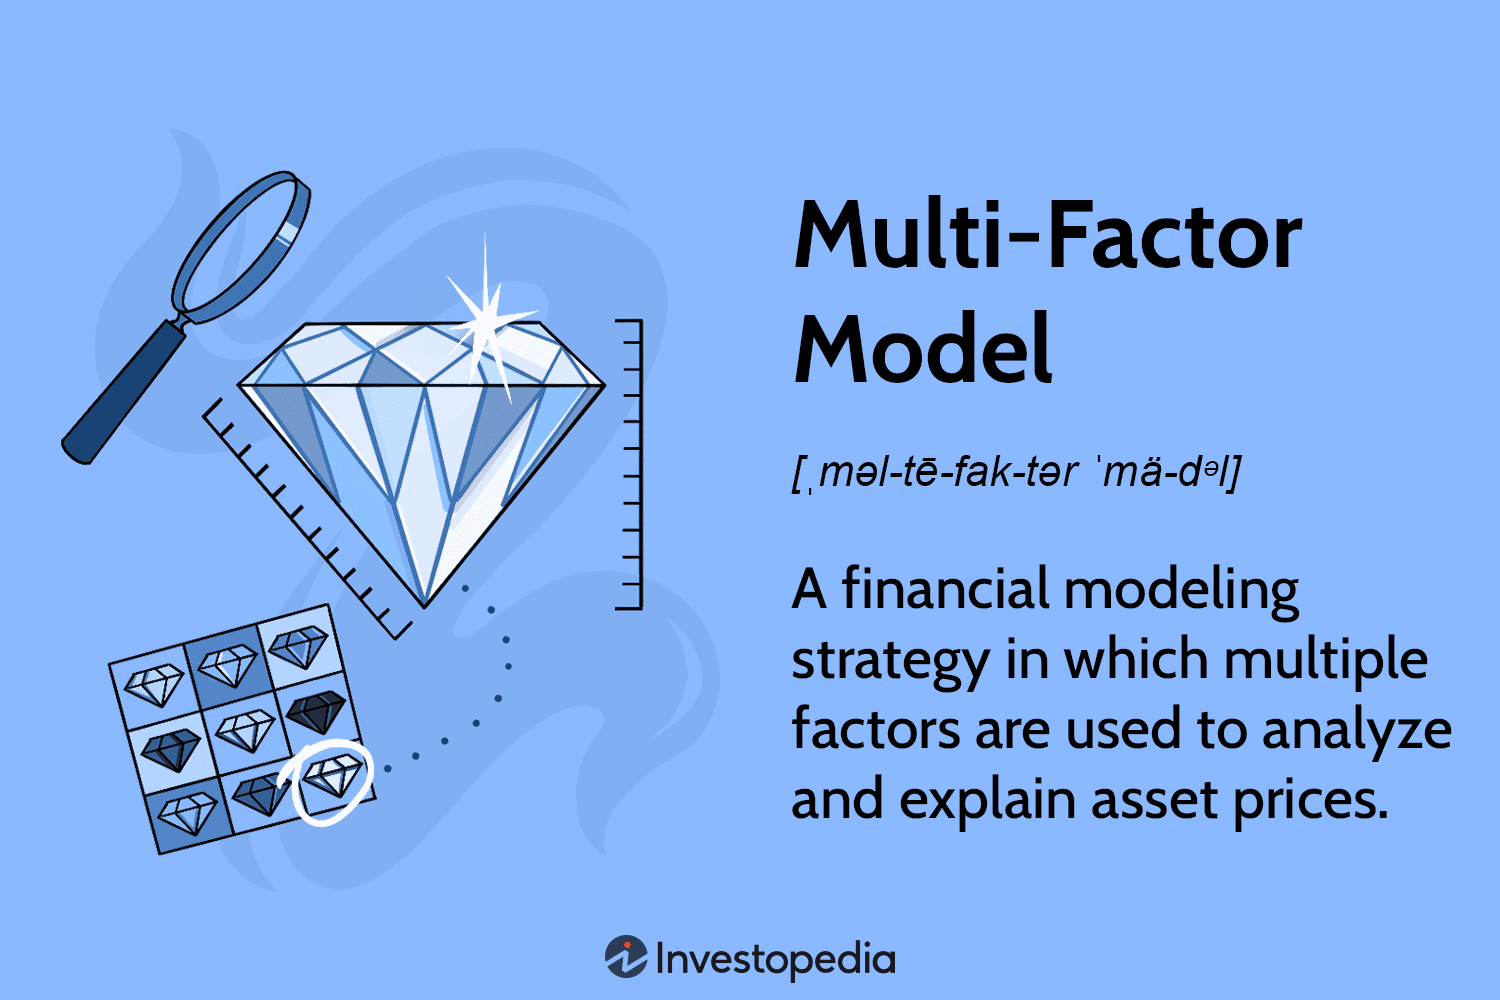 Multi-Factor
Model
[ˌməl-tē-fak-tər ˈmä-dᵊl]
A financial modeling
strategy in which multiple
factors are used to analyze
and explain asset prices.
Investopedia